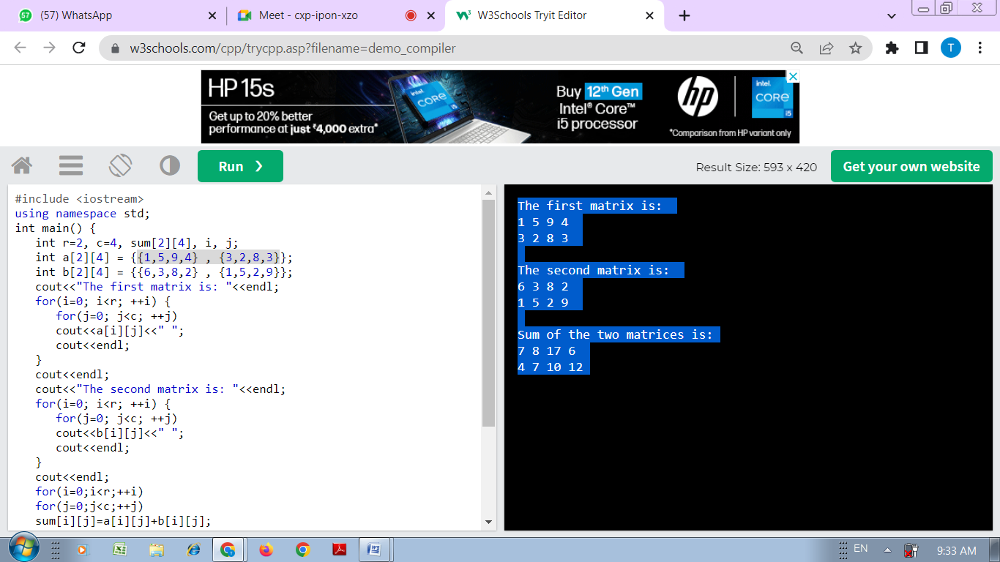 57 (57) WhatsApp
Meet - cxp-ipon-xzo
W3Schools Tryit Editor
w3schools.com/cpp/trycpp.asp?filename=demo_compiler
T
HP 15s
Get up to 20% better
performance at just ₹4,000 extra*
intel
CORE
Buy 12th Gen
Intel® Core™
i5 processor
hp
intel.
CORE
i5
*Comparison from HP variant only
Run ❯
Result Size: 593 x 420
Get your own website
#include <iostream>
using namespace std;
int main() {
   int r=2, c=4, sum[2][4], i, j;
   int a[2][4] = {{1,5,9,4} , {3,2,8,3}};
   int b[2][4] = {{6,3,8,2} , {1,5,2,9}};
   cout<<"The first matrix is: "<<endl;
   for(i=0; i<r; ++i) {
      for(j=0; j<c; ++j)
      cout<<a[i][j]<<" ";
      cout<<endl;
   }
   cout<<endl;
   cout<<"The second matrix is: "<<endl;
   for(i=0; i<r; ++i) {
      for(j=0; j<c; ++j)
      cout<<b[i][j]<<" ";
      cout<<endl;
   }
   cout<<endl;
   for(i=0;i<r;++i)
   for(j=0;j<c;++j)
   sum[i][j]=a[i][j]+b[i][j];
The first matrix is:
1 5 9 4
3 2 8 3
The second matrix is:
6 3 8 2
1 5 2 9
Sum of the two matrices is:
7 8 17 6
4 7 10 12
EN
9:33 AM